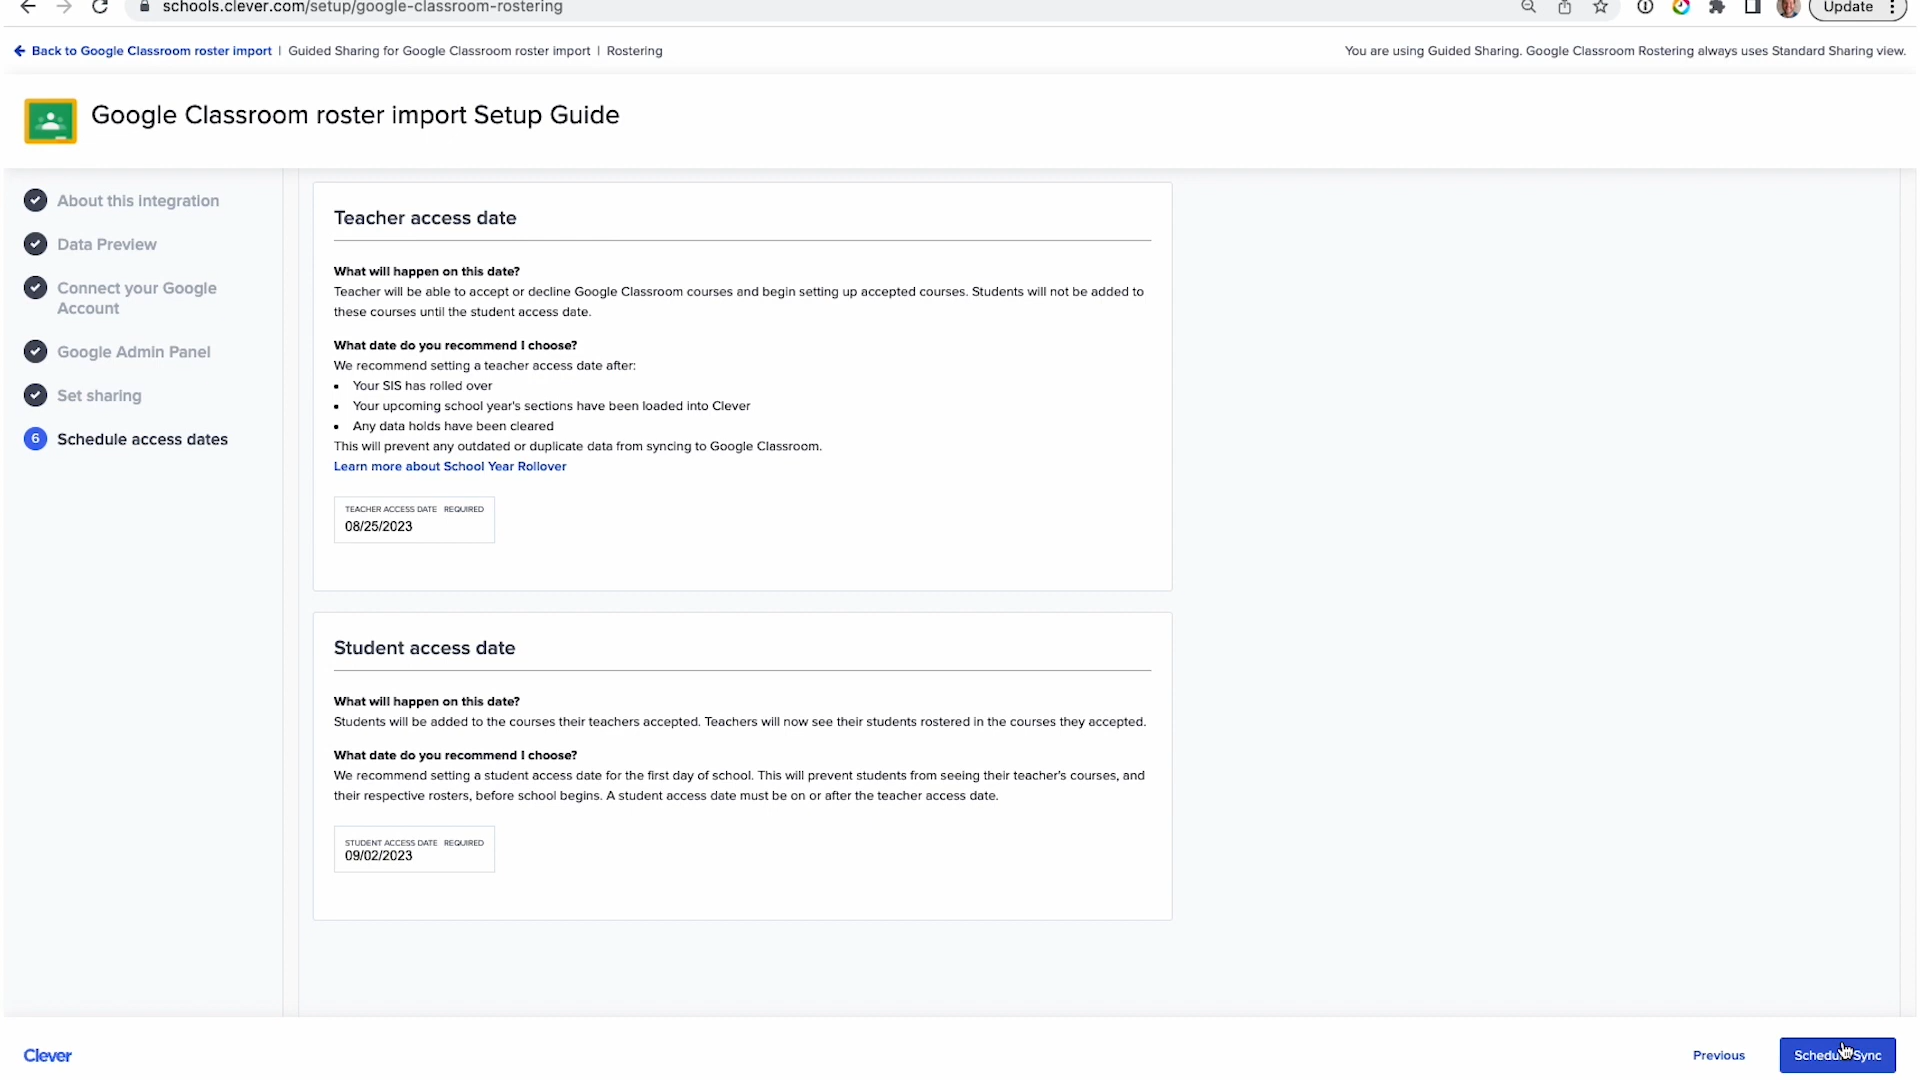 schools.clever.com/setup/google-classroom-rostering
Update
Back to Google Classroom roster import | Guided Sharing for Google Classroom roster import | Rostering
You are using Guided Sharing. Google Classroom Rostering always uses Standard Sharing view.
Google Classroom roster import Setup Guide
About this integration
Data Preview
Connect your Google
Account
Google Admin Panel
Set sharing
6 Schedule access dates
Teacher access date
What will happen on this date?
Teacher will be able to accept or decline Google Classroom courses and begin setting up accepted courses. Students will not be added to
these courses until the student access date.
What date do you recommend I choose?
We recommend setting a teacher access date after:
• Your SIS has rolled over
• Your upcoming school year's sections have been loaded into Clever
• Any data holds have been cleared
This will prevent any outdated or duplicate data from syncing to Google Classroom.
Learn more about School Year Rollover
TEACHER ACCESS DATE REQUIRED
08/25/2023
Student access date
What will happen on this date?
Students will be added to the courses their teachers accepted. Teachers will now see their students rostered in the courses they accepted.
What date do you recommend I choose?
We recommend setting a student access date for the first day of school. This will prevent students from seeing their teacher's courses, and
their respective rosters, before school begins. A student access date must be on or after the teacher access date.
STUDENT ACCESS DATE REQUIRED
09/02/2023
Clever
Previous
Schedule Sync